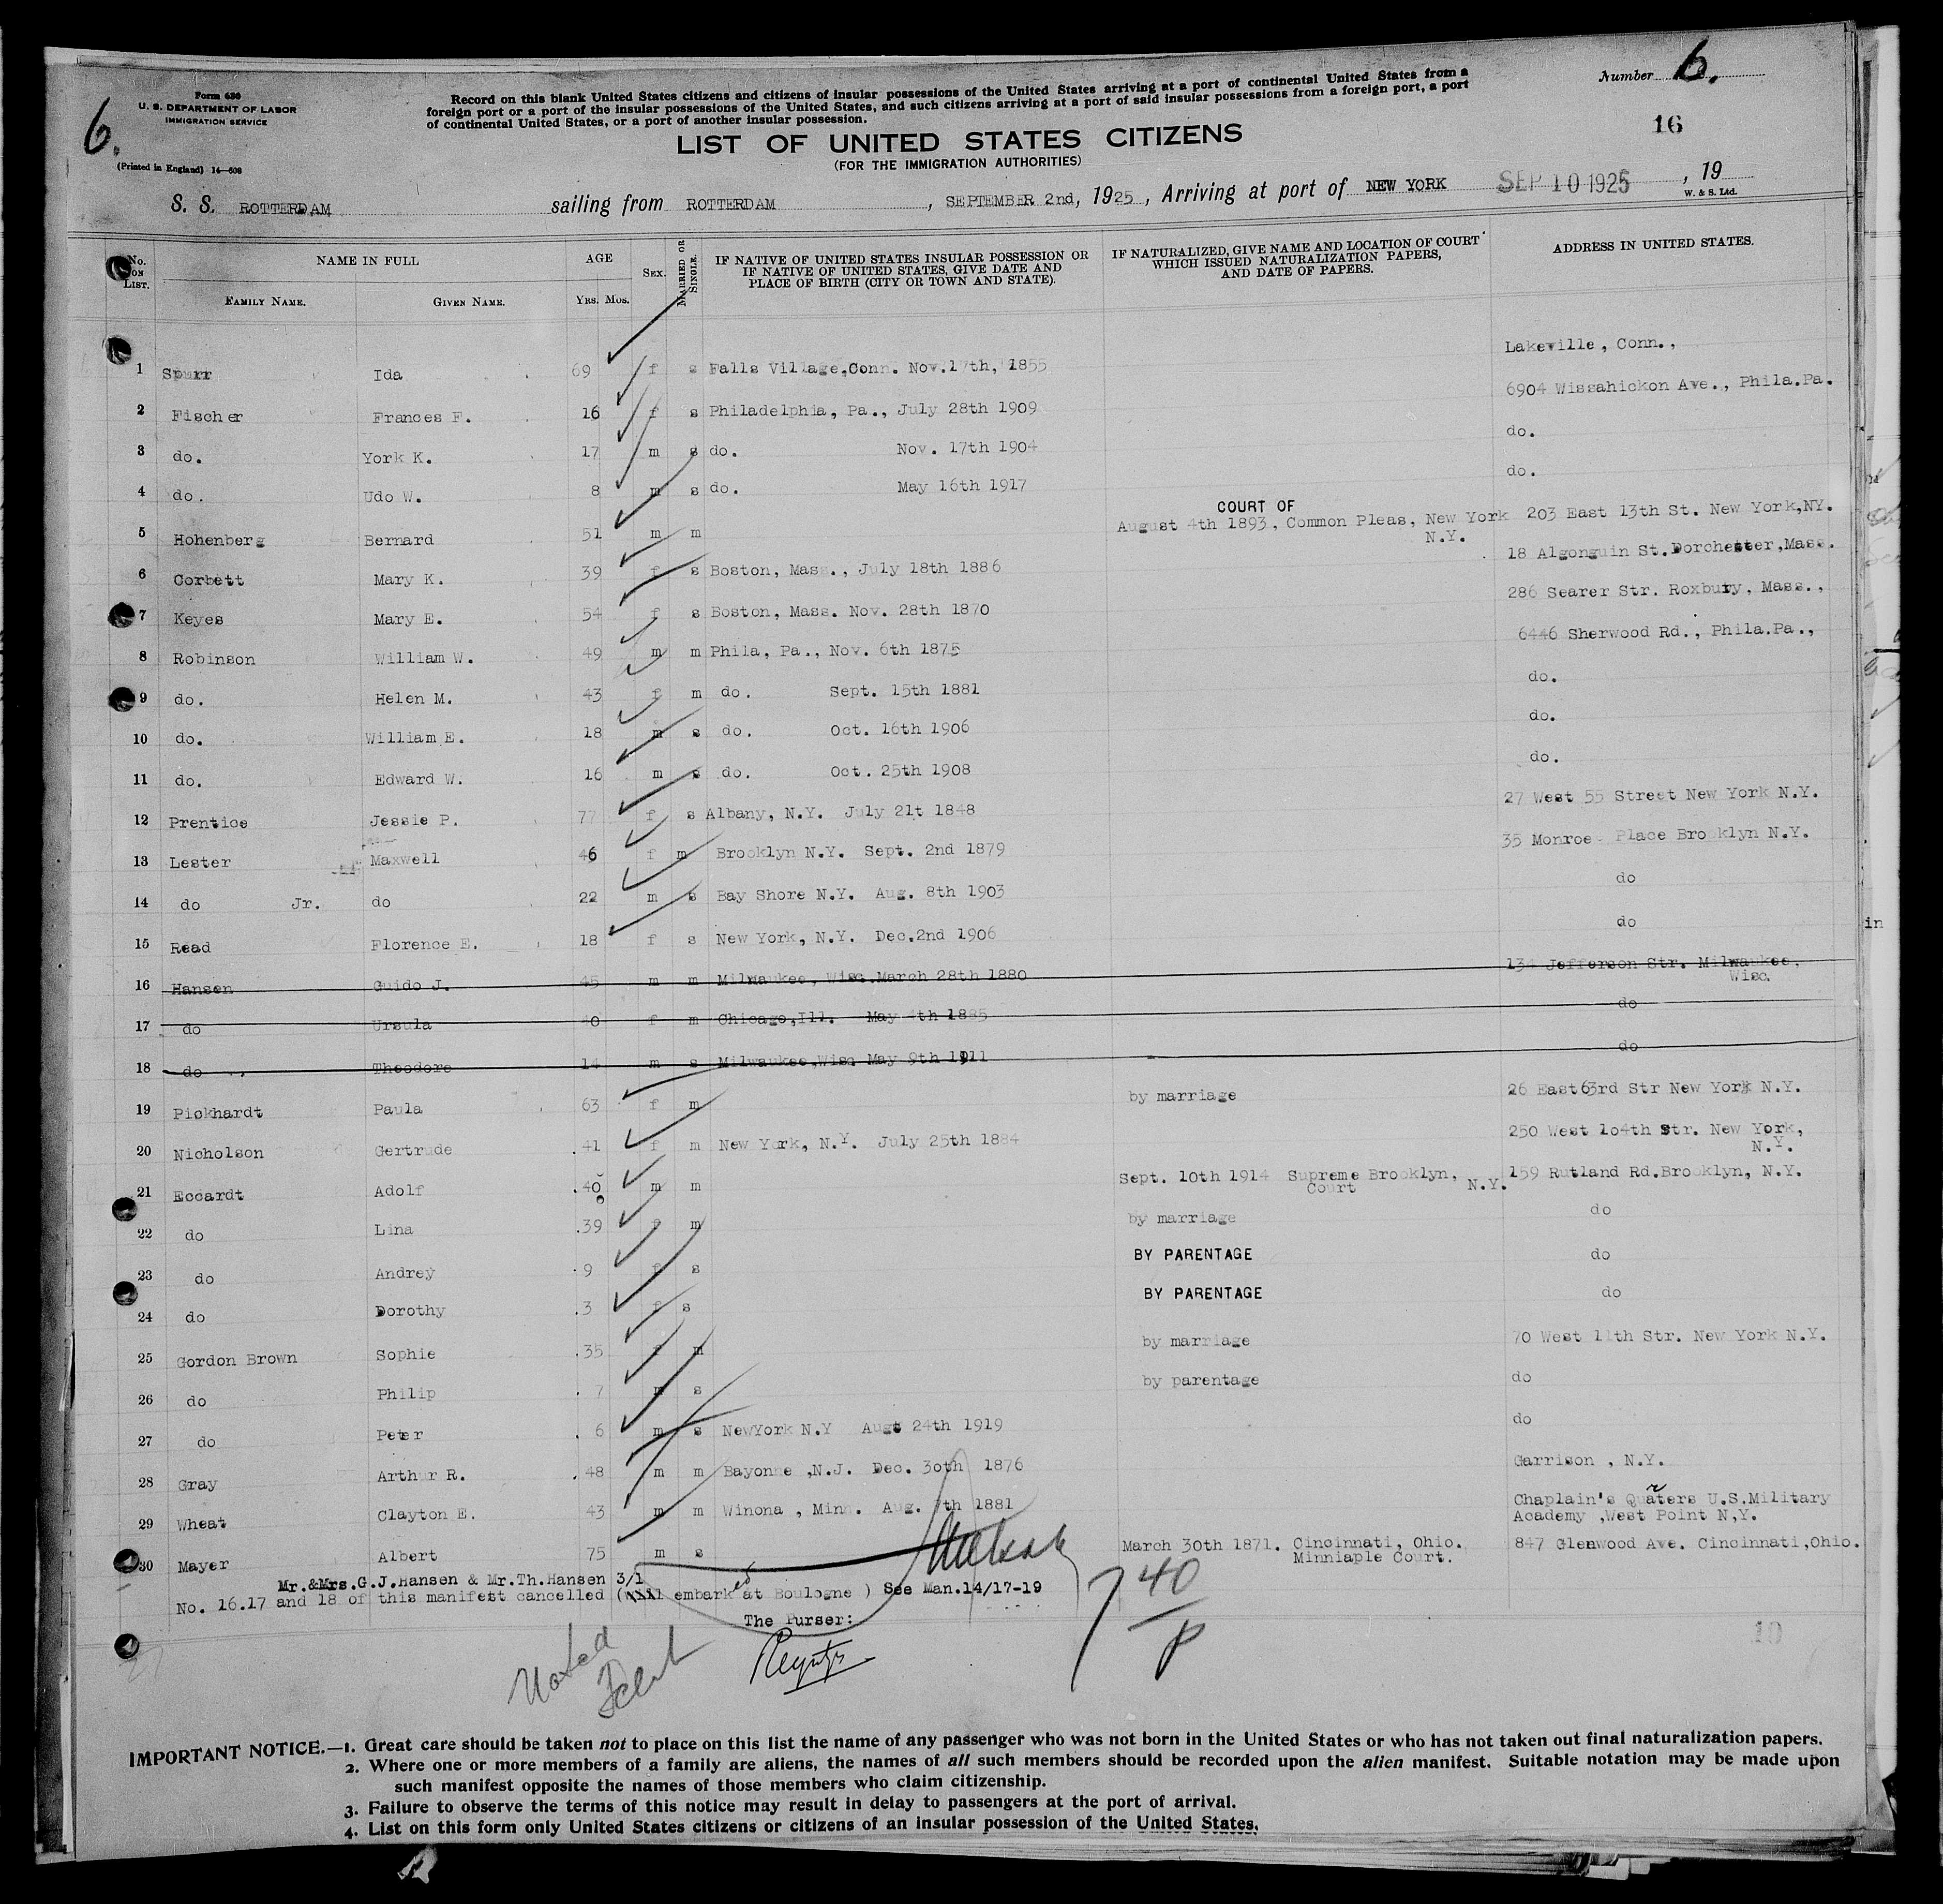 Form 630
U. S. DEPARTMENT OF LABOR
IMMIGRATION SERVICE
(Printed in England) 14—608
6.
Record on this blank United States citizens and citizens of insular possessions of the United States arriving at a port of continental United States from a
foreign port or a port of the insular possessions of the United States, and such citizens arriving at a port of said insular possessions from a foreign port, a port
of continental United States, or a port of another insular possession.
Number 6.
16
LIST OF UNITED STATES CITIZENS
(FOR THE IMMIGRATION AUTHORITIES)
S. S. ROTTERDAM sailing from ROTTERDAM, SEPTEMBER 2nd, 1925, Arriving at port of NEW YORK SEP 10 1925, 19
W. & S. Ltd.
No. ON LIST. NAME IN FULL AGE SEX. MARRIED OR SINGLE. IF NATIVE OF UNITED STATES INSULAR POSSESSION OR IF NATIVE OF UNITED STATES, GIVE DATE AND PLACE OF BIRTH (CITY OR TOWN AND STATE). IF NATURALIZED, GIVE NAME AND LOCATION OF COURT WHICH ISSUED NATURALIZATION PAPERS, AND DATE OF PAPERS. ADDRESS IN UNITED STATES.
FAMILY NAME. GIVEN NAME. YRS. MOS.
1 Spurr Ida 69 f s Falls Village,Conn. Nov.17th, 1855 Lakeville, Conn.,
2 Fischer Frances F. 16 f s Philadelphia, Pa., July 28th 1909 6904 Wissahickon Ave., Phila.Pa.
3 do. York K. 17 m s do. Nov. 17th 1904 do.
4 do. Udo W. 8 m s do. May 16th 1917 do.
5 Hohenberg Bernard 51 m m COURT OF August 4th 1893, Common Pleas, New York N.Y. 203 East 13th St. New York,NY.
6 Corbett Mary K. 39 f s Boston, Mass., July 18th 1886 18 Algonguin St.Dorchester,Mass.
7 Keyes Mary E. 54 f s Boston, Mass. Nov. 28th 1870 286 Searer Str. Roxbury, Mass.,
8 Robinson William W. 49 m m Phila, Pa., Nov. 6th 1875 6446 Sherwood Rd., Phila.Pa.,
9 do. Helen M. 43 f m do. Sept. 15th 1881 do.
10 do. William E. 18 m s do. Oct. 16th 1906 do.
11 do. Edward W. 16 m s do. Oct. 25th 1908 do.
12 Prentice Jessie P. 77 f s Albany, N.Y. July 21t 1848 27 West 55 Street New York N.Y.
13 Lester Maxwell 46 f m Brooklyn N.Y. Sept. 2nd 1879 35 Monroe Place Brooklyn N.Y.
14 do Jr. do 22 m s Bay Shore N.Y. Aug. 8th 1903 do
15 Read Florence E. 18 f s New York, N.Y. Dec.2nd 1906 do
16 Hansen Guido J. 45 m m Milwaukee, Wisc.March 28th 1880 134 Jefferson Str. Milwaukee, Wisc.
17 do Ursula 40 f m Chicago,Ill. May 4th 1885 do
18 do Theodore 14 m s Milwaukee,Wisc May 9th 1911 do
19 Pickhardt Paula 63 f m by marriage 26 East 63rd Str New York N.Y.
20 Nicholson Gertrude 41 f m New York, N.Y. July 25th 1884 250 West 104th Str. New York, N.Y.
21 Eccardt Adolf 40 m m Sept. 10th 1914 Supreme Court Brooklyn, N.Y. 159 Rutland Rd.Brooklyn, N.Y.
22 do Lina 39 f m by marriage do
23 do Andrey 9 f s BY PARENTAGE do
24 do Dorothy 3 f s BY PARENTAGE do
25 Gordon Brown Sophie 35 f m by marriage 70 West 11th Str. New York N.Y.
26 do Philip 7 m s by parentage do
27 do Peter 6 m s NewYork N.Y Augt 24th 1919 do
28 Gray Arthur R. 48 m m Bayonne ,N.J. Dec. 30th 1876 Garrison , N.Y.
29 Wheat Clayton E. 43 m m Winona , Minn. Aug. 7th 1881 Chaplain's Quaters U.S.Military Academy ,West Point N,Y.
30 Mayer Albert 75 m s March 30th 1871. Cincinnati, Ohio. Minniaple Court. 847 Glenwood Ave. Cincinnati,Ohio.
Mr.&Mrs.G.J.Hansen & Mr.Th.Hansen 3/1
No. 16.17 and 18 of this manifest cancelled (will embarked at Boulogne ) See Man.14/17-19
The Purser:
40
P
10
Noted
IMPORTANT NOTICE.—1. Great care should be taken not to place on this list the name of any passenger who was not born in the United States or who has not taken out final naturalization papers.
2. Where one or more members of a family are aliens, the names of all such members should be recorded upon the alien manifest. Suitable notation may be made upon
such manifest opposite the names of those members who claim citizenship.
3. Failure to observe the terms of this notice may result in delay to passengers at the port of arrival.
4. List on this form only United States citizens or citizens of an insular possession of the United States.